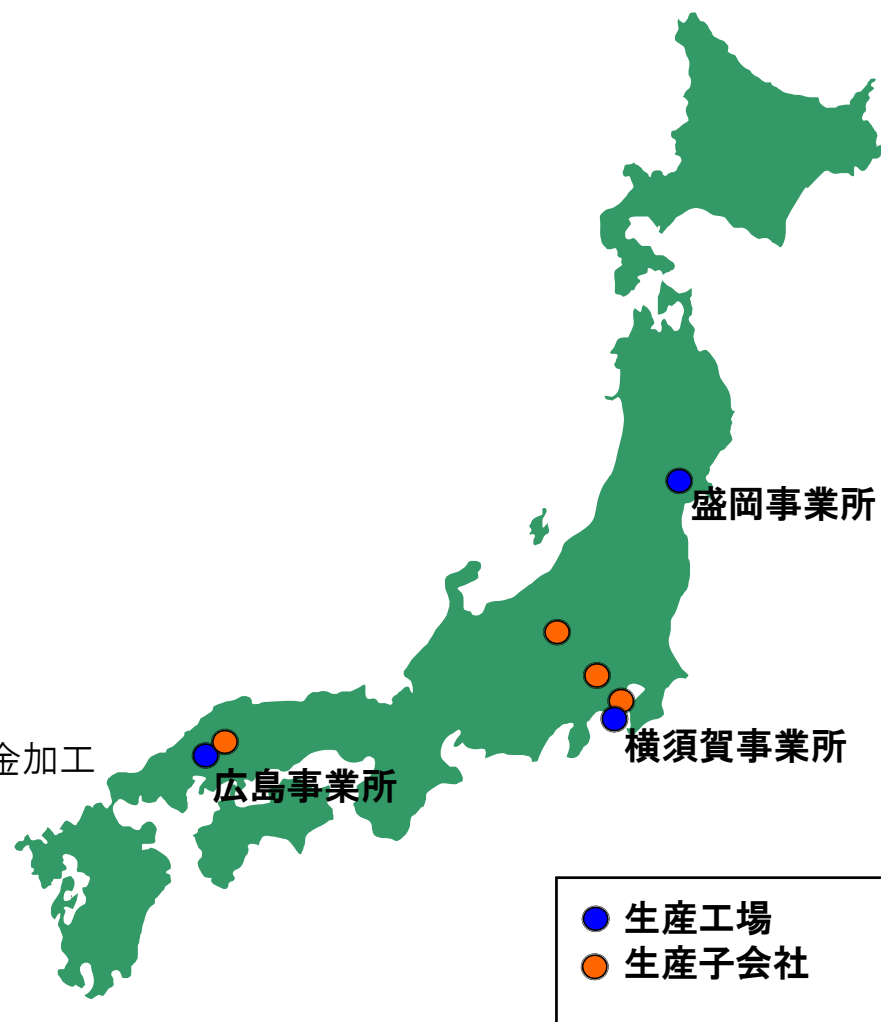 盛岡事業所
横須賀事業所
金加工
広島事業所
生産工場
生産子会社